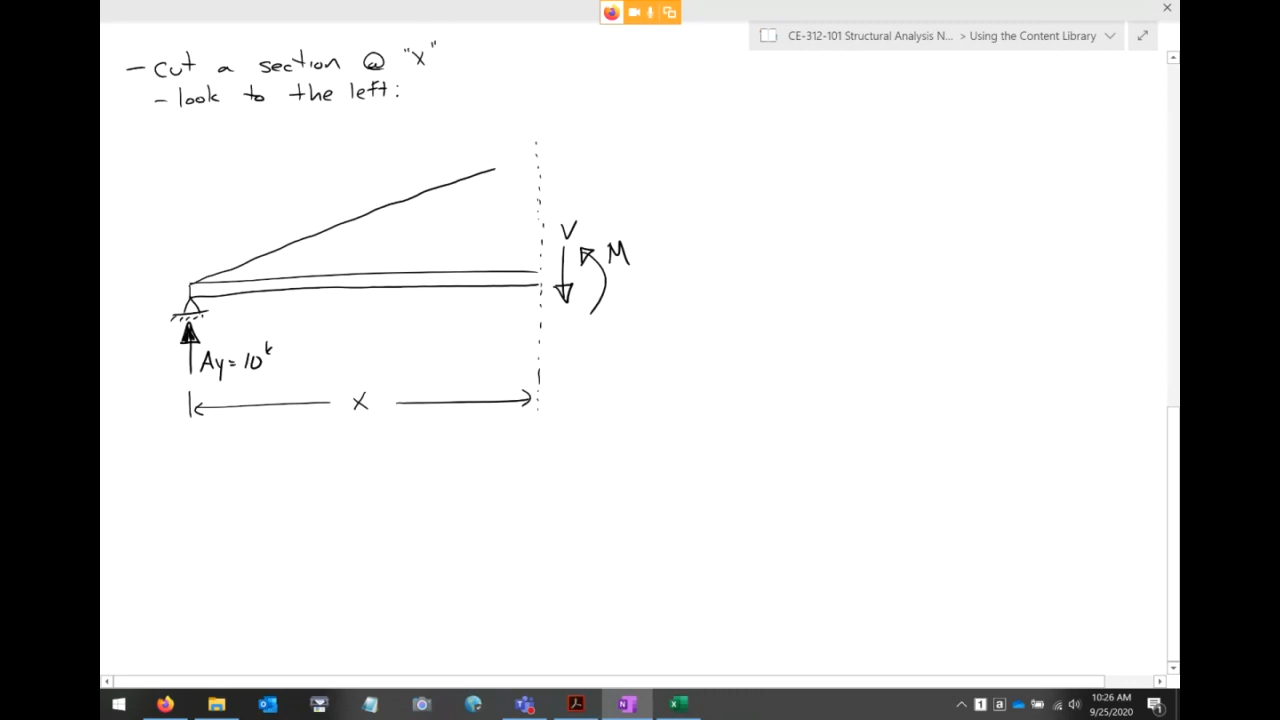 CE-312-101 Structural Analysis N... > Using the Content Library
- cut a section @ "X"
- look to the left:
V
M
Ay = 10k
X
10:26 AM
9/25/2020